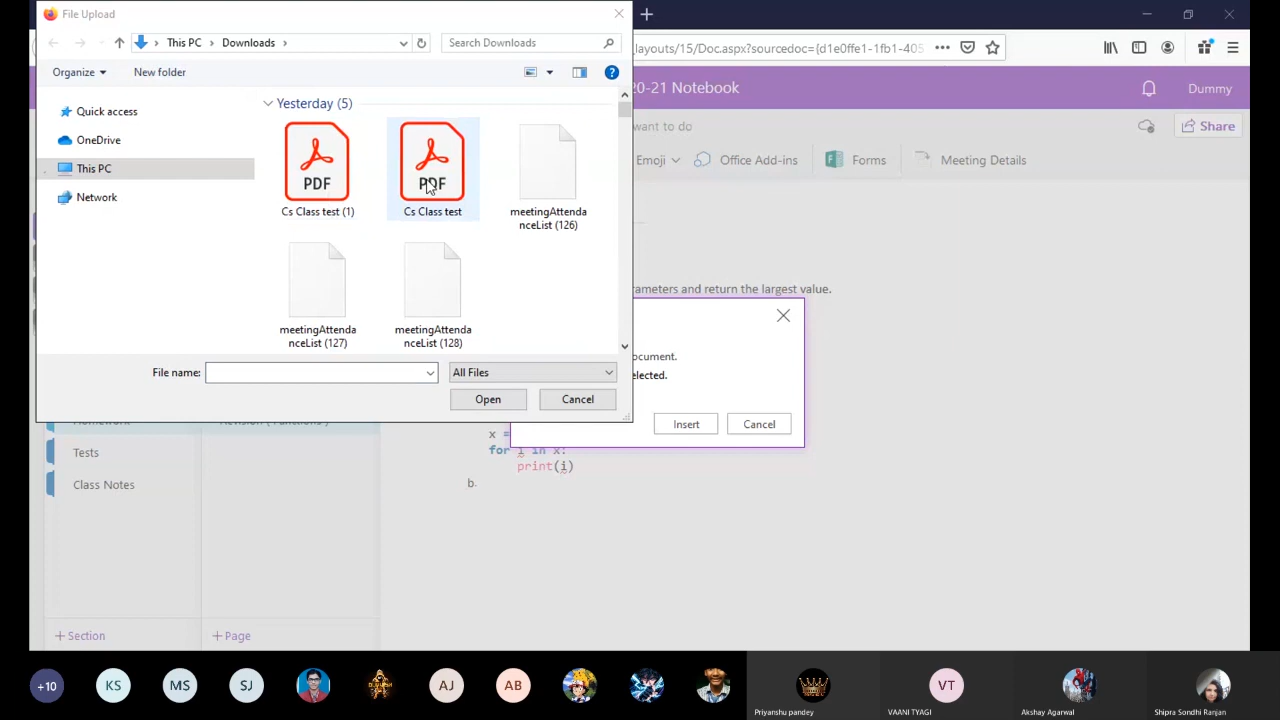 File Upload
This PC
Downloads
Search Downloads
layouts/15/Doc.aspx?sourcedoc={d1e0ffe1-1fb1-405
Organize
New folder
20-21 Notebook
Dummy
Quick access
OneDrive
This PC
Network
Yesterday (5)
want to do
Share
Emoji
Office Add-ins
Forms
Meeting Details
PDF
PDF
Cs Class test (1)
Cs Class test
meetingAttenda
nceList (126)
meetingAttenda
nceList (127)
meetingAttenda
nceList (128)
rameters and return the largest value.
ocument.
elected.
File name:
All Files
Open
Cancel
Insert
Cancel
x =
for i in x:
print(i)
b.
Tests
Class Notes
+ Section
+ Page
+10
KS
MS
SJ
AJ
AB
VT
Priyanshu pandey
VAANI TYAGI
Akshay Agarwal
Shipra Sondhi Ranjan